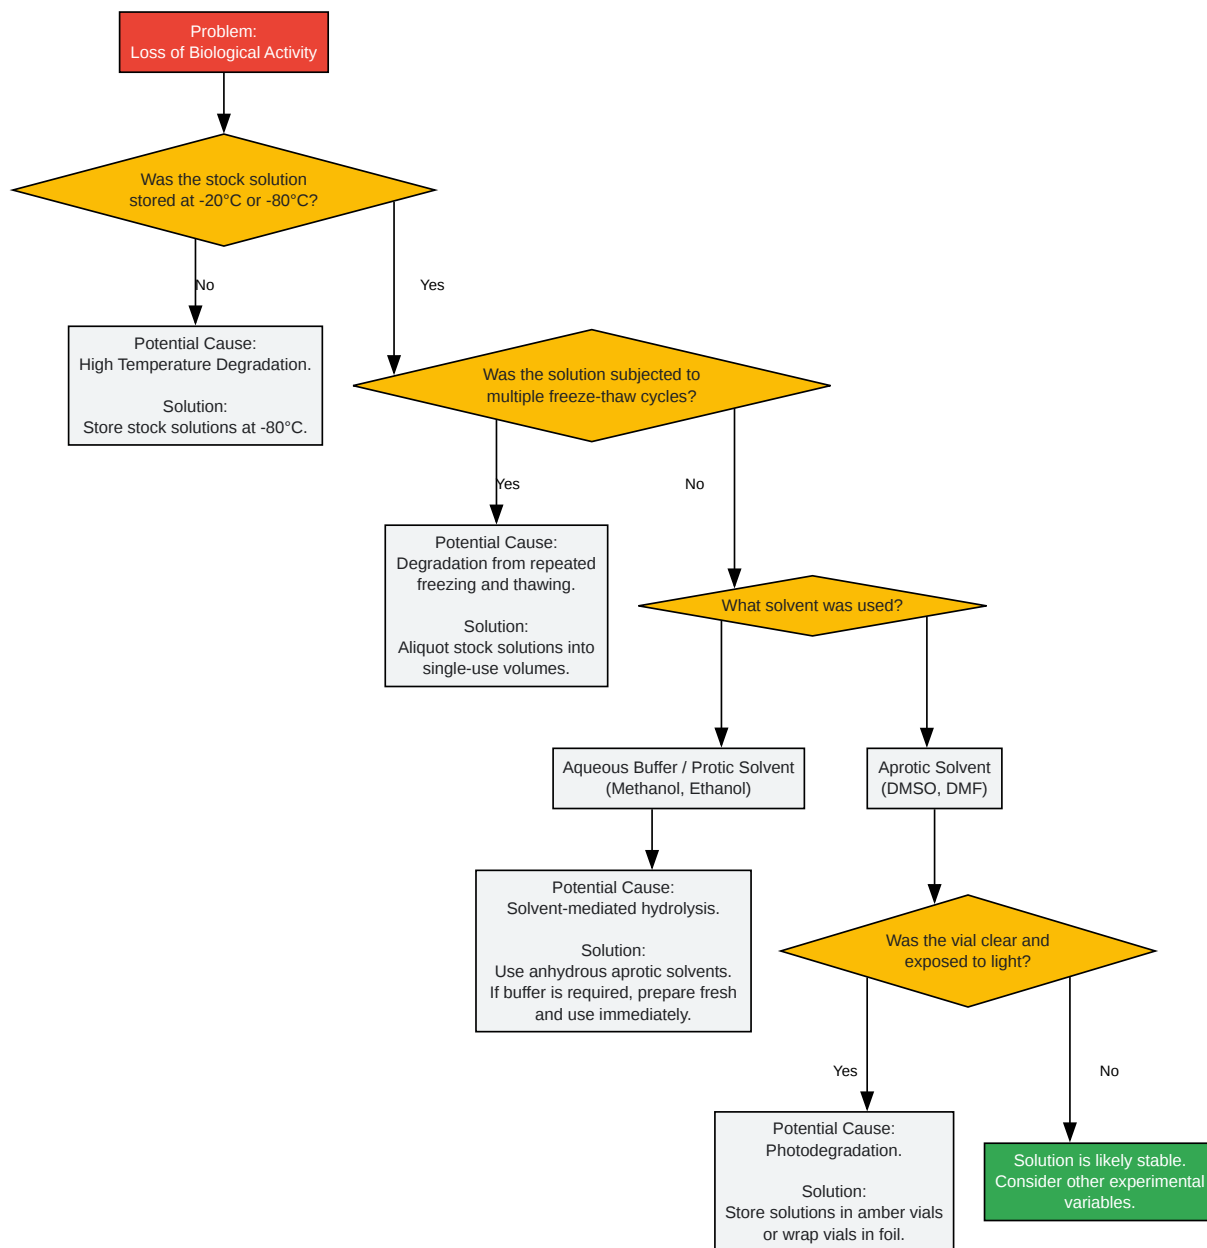 Problem:
Loss of Biological Activity
Was the stock solution
stored at -20°C or -80°C?
No
Yes
Potential Cause:
High Temperature Degradation.
Solution:
Store stock solutions at -80°C.
Was the solution subjected to
multiple freeze-thaw cycles?
Yes
No
Potential Cause:
Degradation from repeated
freezing and thawing.
Solution:
Aliquot stock solutions into
single-use volumes.
What solvent was used?
Aqueous Buffer / Protic Solvent
(Methanol, Ethanol)
Aprotic Solvent
(DMSO, DMF)
Potential Cause:
Solvent-mediated hydrolysis.
Solution:
Use anhydrous aprotic solvents.
If buffer is required, prepare fresh
and use immediately.
Was the vial clear and
exposed to light?
Yes
No
Potential Cause:
Photodegradation.
Solution:
Store solutions in amber vials
or wrap vials in foil.
Solution is likely stable.
Consider other experimental
variables.